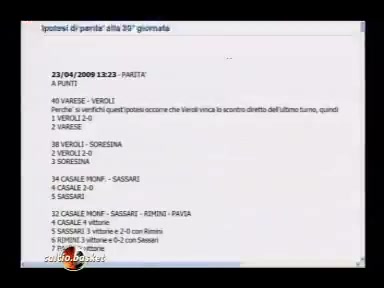 Ipotesi di parita' alla 30° giornata
23/04/2009 13:23 - PARITA'
A PUNTI
40 VARESE - VEROLI
Perche' si verifichi quest'ipotesi occorre che Veroli vinca lo scontro diretto dell'ultimo turno, quindi
1 VEROLI 2-0
2 VARESE
38 VEROLI - SORESINA
2 VEROLI 2-0
3 SORESINA
34 CASALE MONF. - SASSARI
4 CASALE 2-0
5 SASSARI
32 CASALE MONF - SASSARI - RIMINI - PAVIA
4 CASALE 4 vittorie
5 SASSARI 3 vittorie e 2-0 con Rimini
6 RIMINI 3 vittorie e 0-2 con Sassari
7 vittorie
calcio.basket